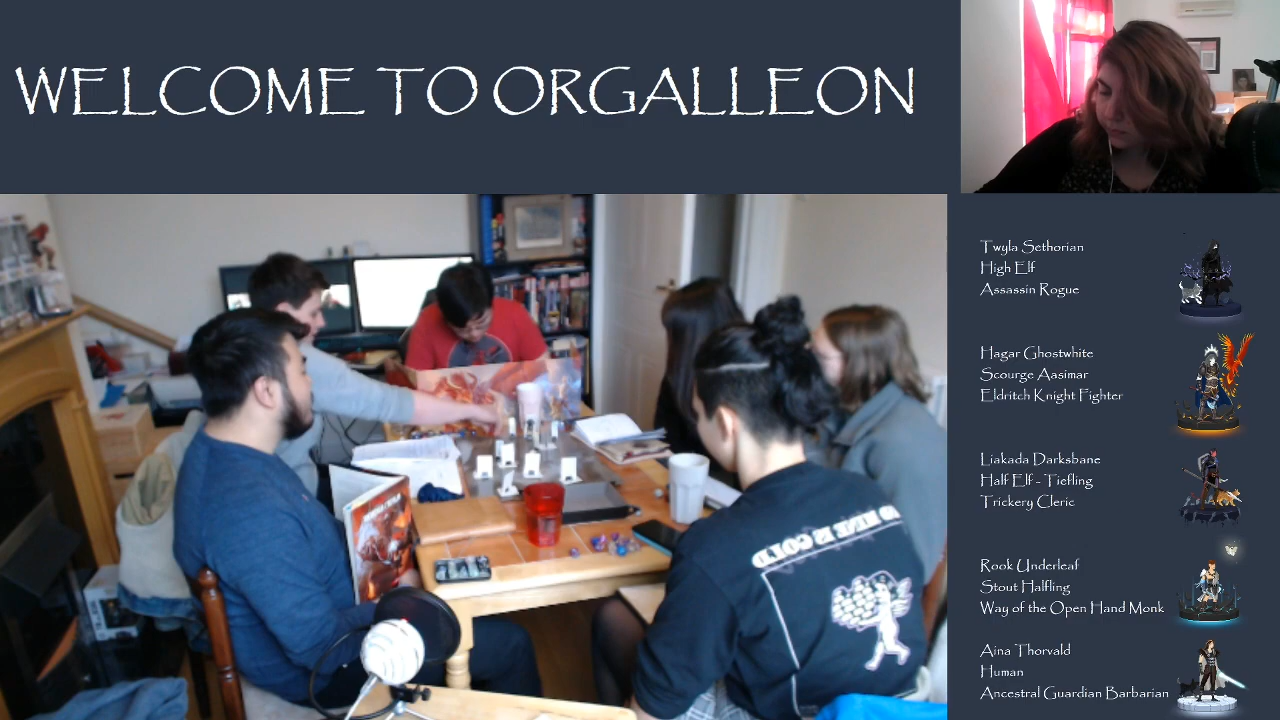 WELCOME TO ORGALLEON
Twyla Sethorian
High Elf
Assassin Rogue
Hagar Ghostwhite
Scourge Aasimar
Eldritch Knight Fighter
Liakada Darksbane
Half Elf - Tiefling
Trickery Cleric
Rook Underleaf
Stout Halfling
Way of the Open Hand Monk
Aina Thorvald
Human
Ancestral Guardian Barbarian